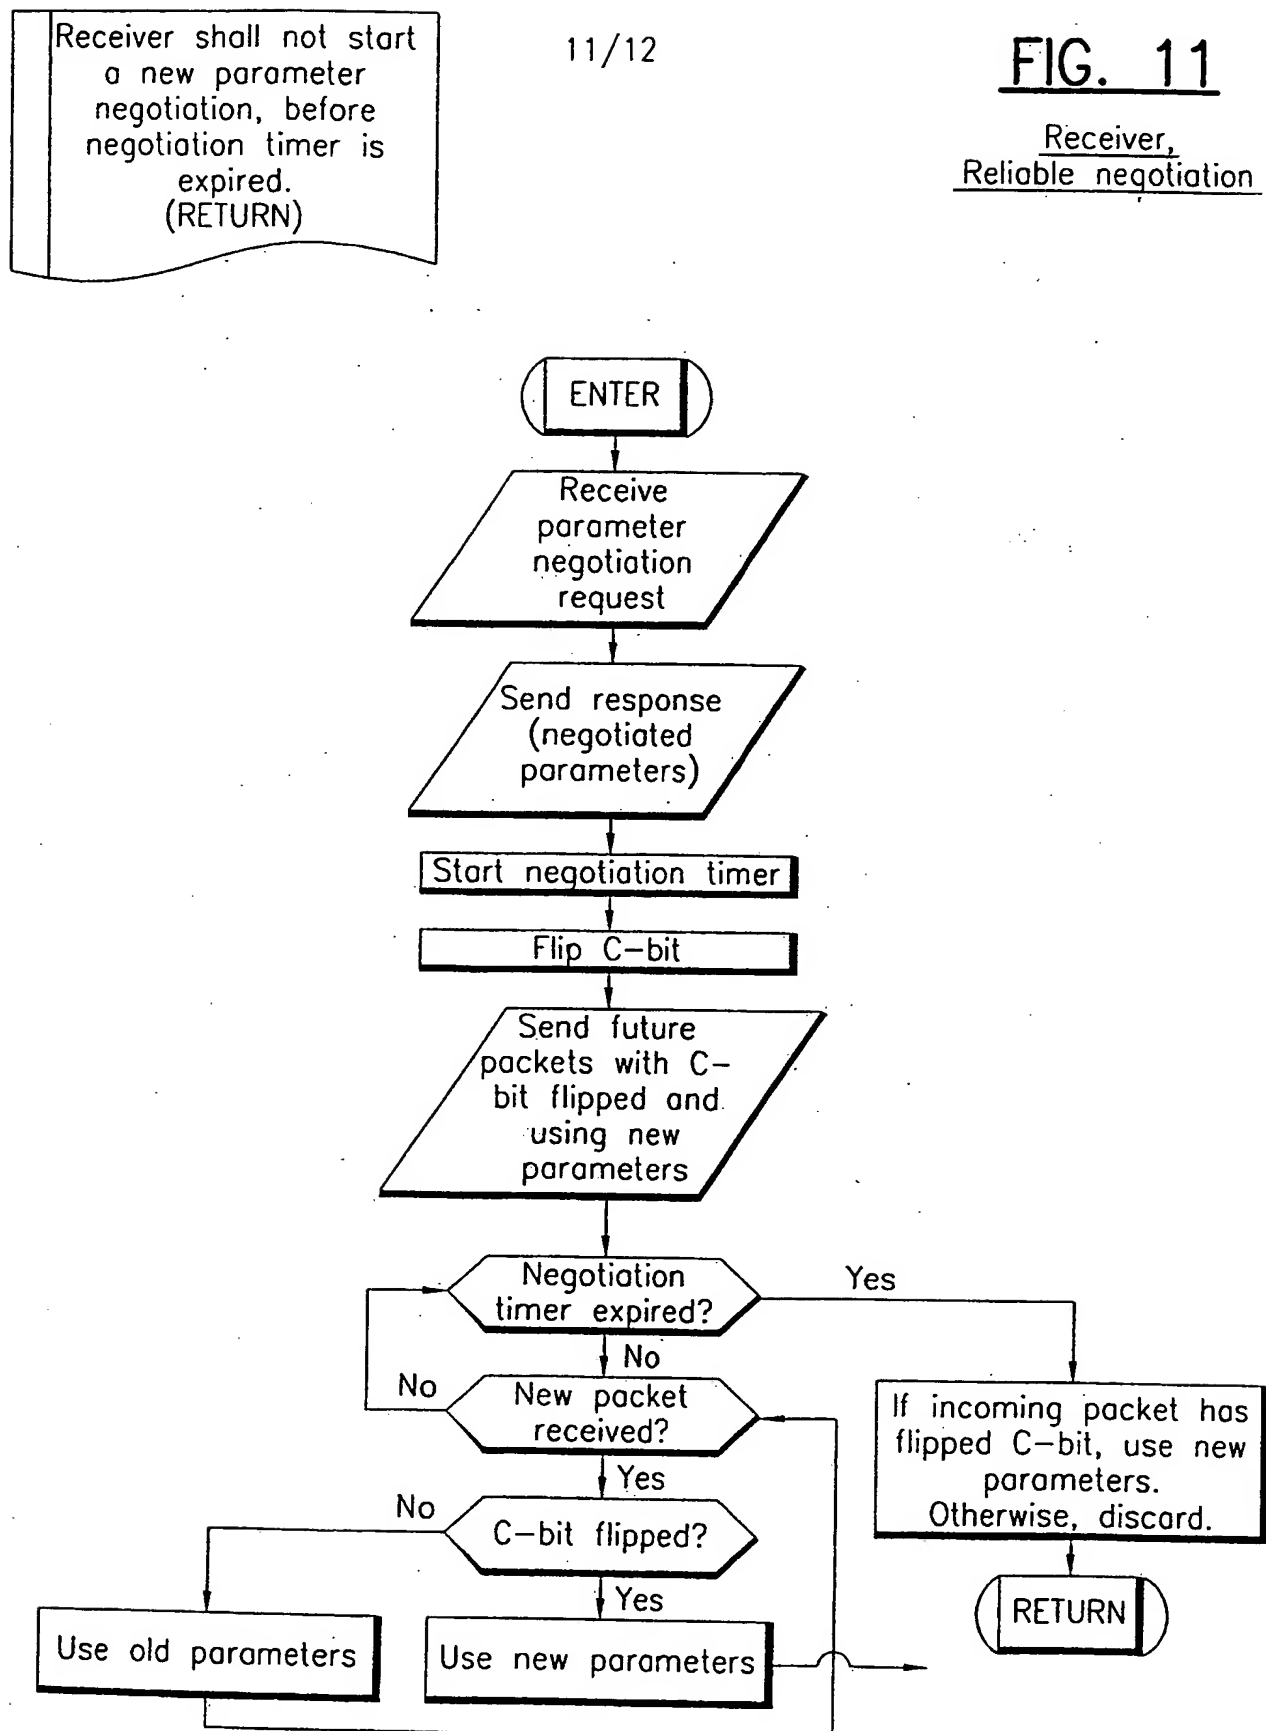 Receiver shall not start
a new parameter
negotiation, before
negotiation timer is
expired.
(RETURN)
11/12
FIG. 11
Receiver,
Reliable negotiation
ENTER
Receive
parameter
negotiation
request
Send response
(negotiated
parameters)
Start negotiation timer
Flip C-bit
Send future
packets with C-
bit flipped and
using new
parameters
Negotiation
timer expired?
Yes
No
New packet
received?
No
Yes
If incoming packet has
flipped C-bit, use new
parameters.
Otherwise, discard.
C-bit flipped?
No
Yes
RETURN
Use old parameters
Use new parameters